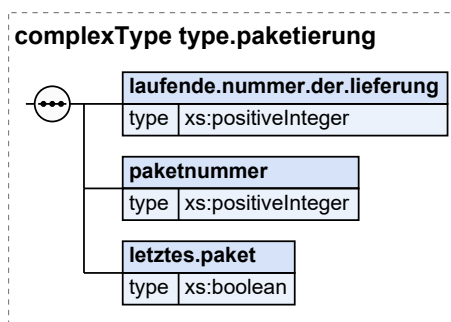 complexType type.paketierung
laufende.nummer.der.lieferung
type xs:positiveInteger
paketnummer
type xs:positiveInteger
letztes.paket
type xs:boolean